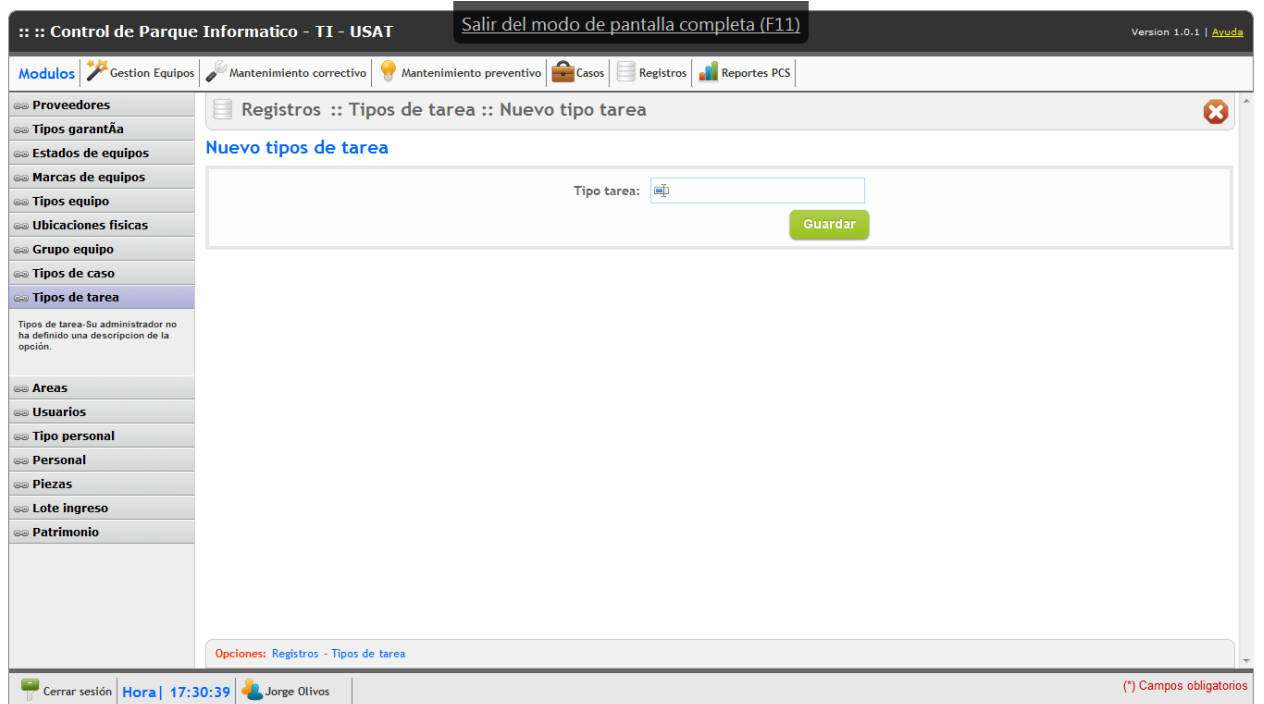 Salir del modo de pantalla completa (F11)
:: :: Control de Parque Informatico - TI - USAT
Version 1.0.1 | Ayuda
Modulos
Gestion Equipos
Mantenimiento correctivo
Mantenimiento preventivo
Casos
Registros
Reportes PCS
Proveedores
Tipos garantÃa
Estados de equipos
Marcas de equipos
Tipos equipo
Ubicaciones fisicas
Grupo equipo
Tipos de caso
Tipos de tarea
Tipos de tarea-Su administrador no
ha definido una descripcion de la
opción.
Areas
Usuarios
Tipo personal
Personal
Piezas
Lote ingreso
Patrimonio
Registros :: Tipos de tarea :: Nuevo tipo tarea
Nuevo tipos de tarea
Tipo tarea:
Guardar
Opciones: Registros - Tipos de tarea
Cerrar sesión
Hora| 17:30:39
Jorge Olivos
(*) Campos obligatorios